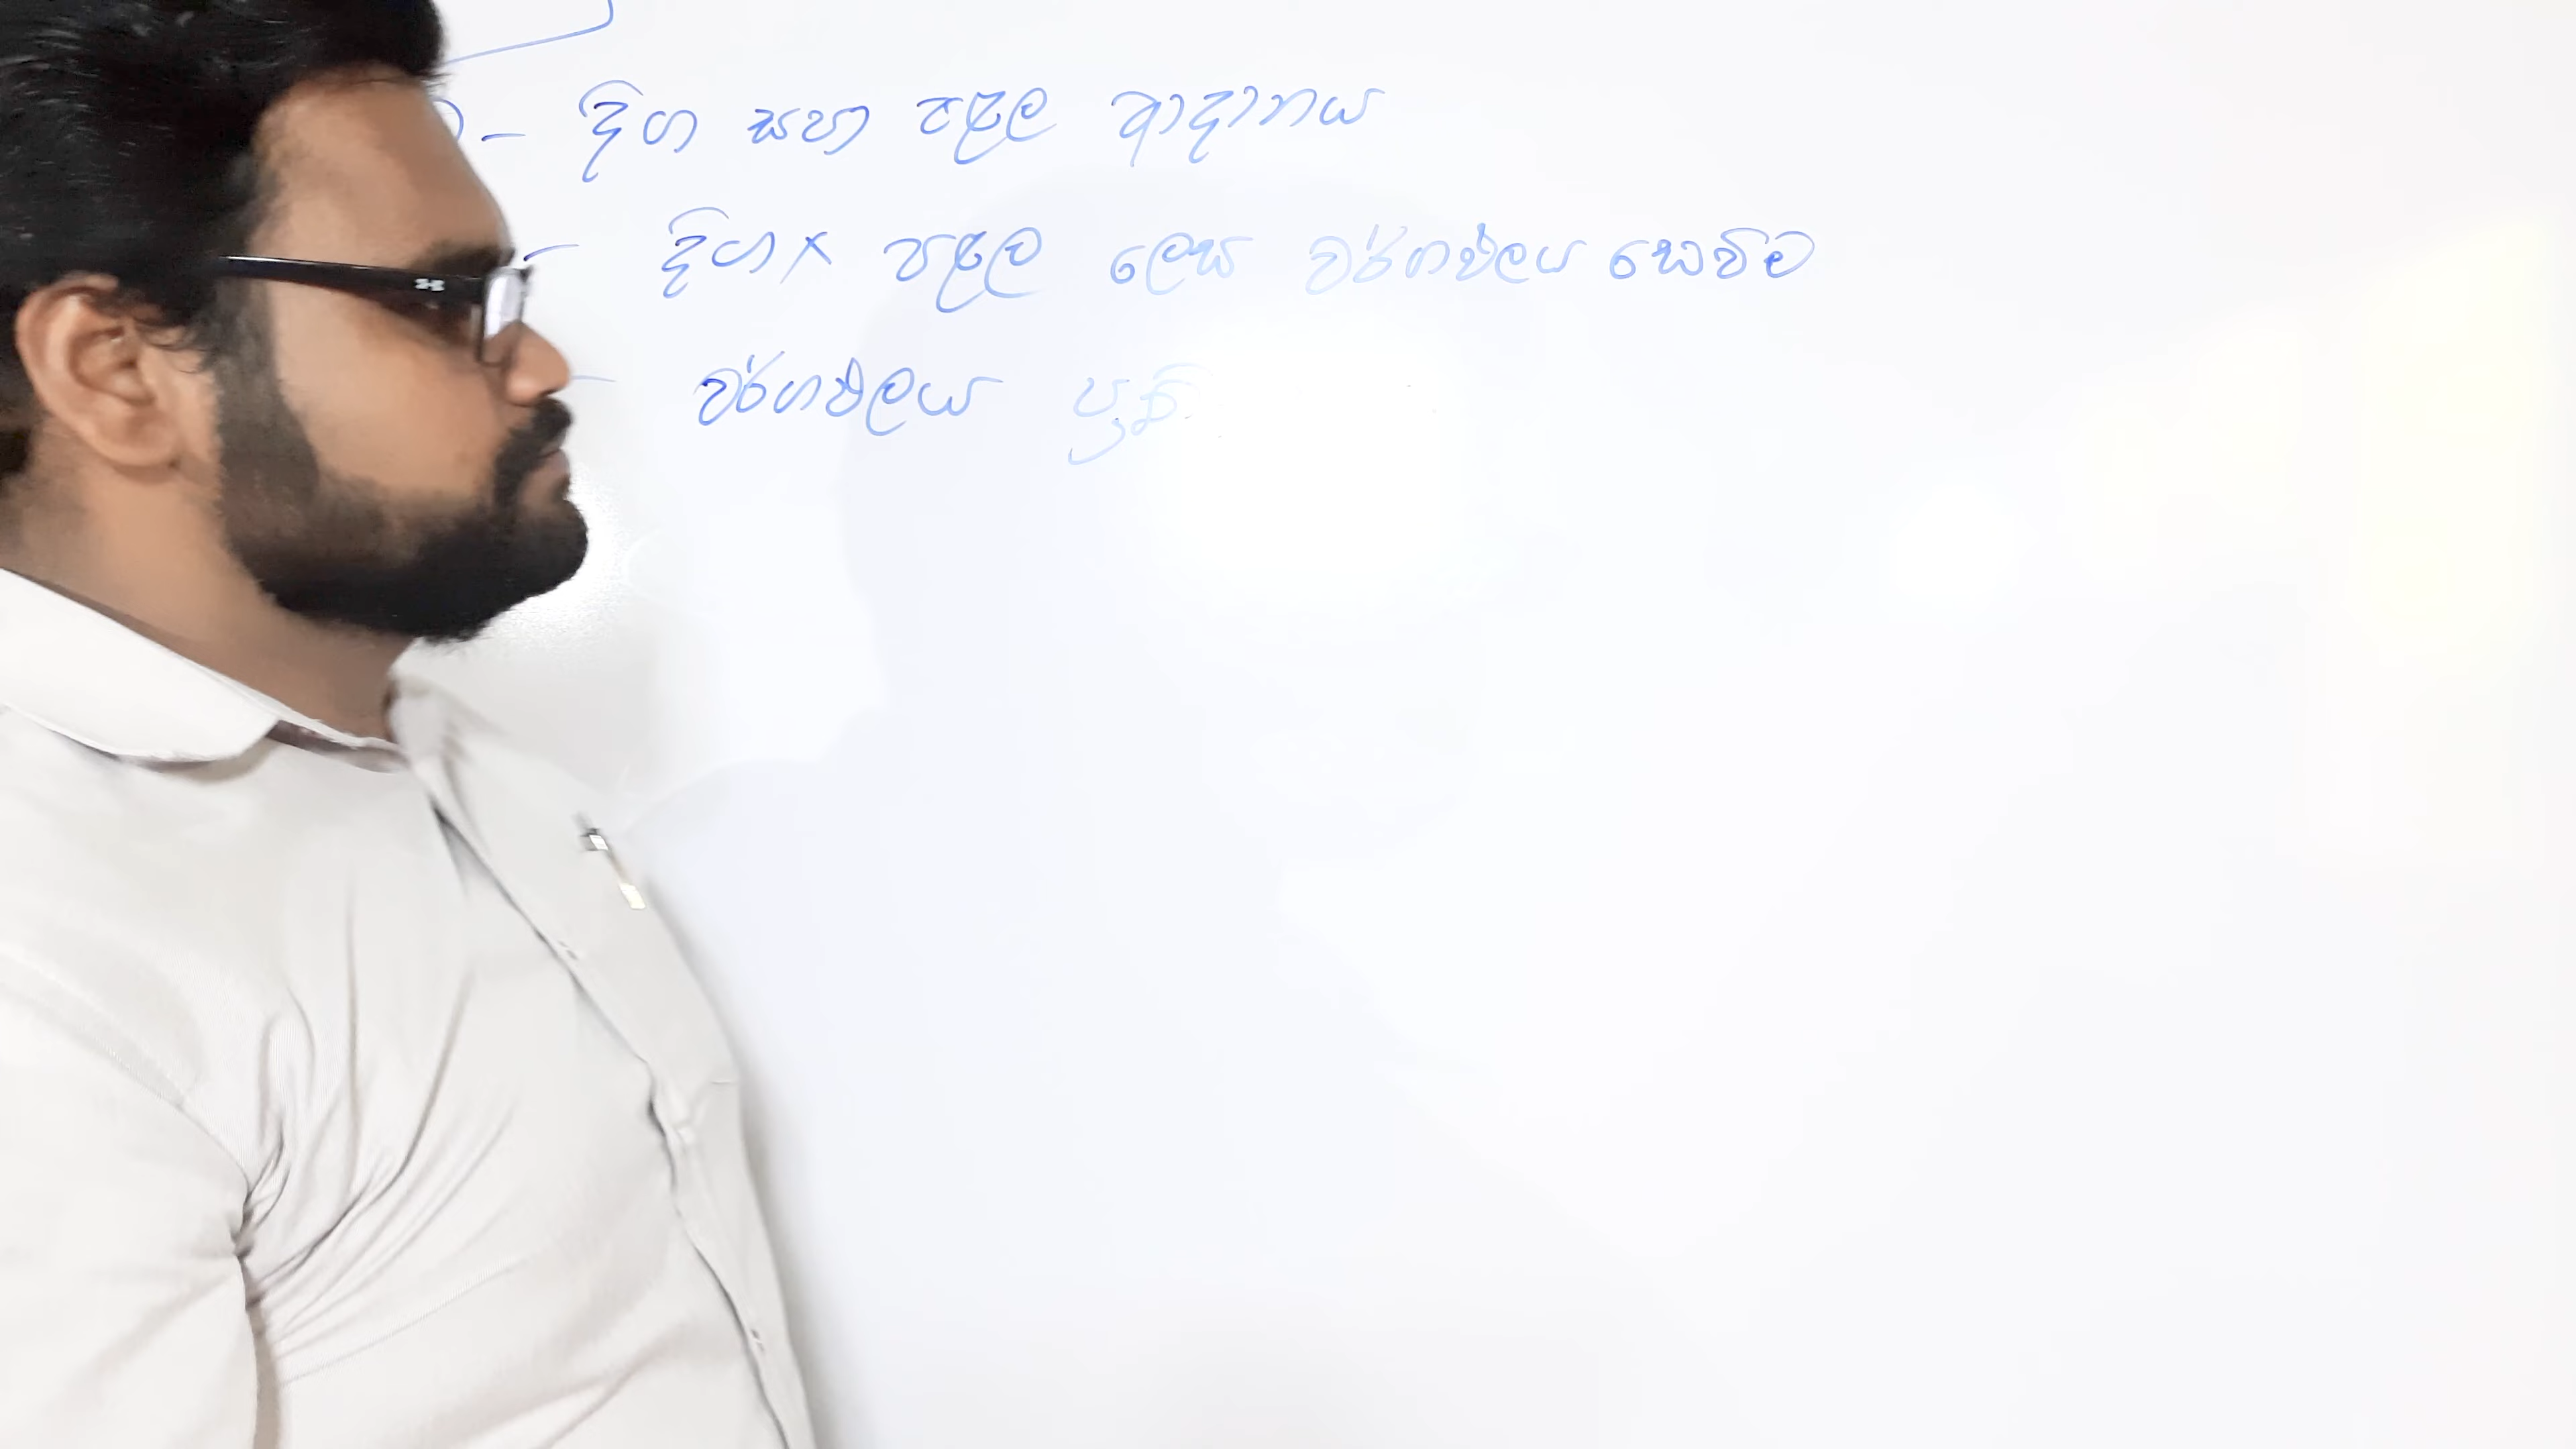 – දිග සහ පළල ආදානය
– දිග × පළල ලෙස වර්ගඵලය සෙවීම
– වර්ගඵලය